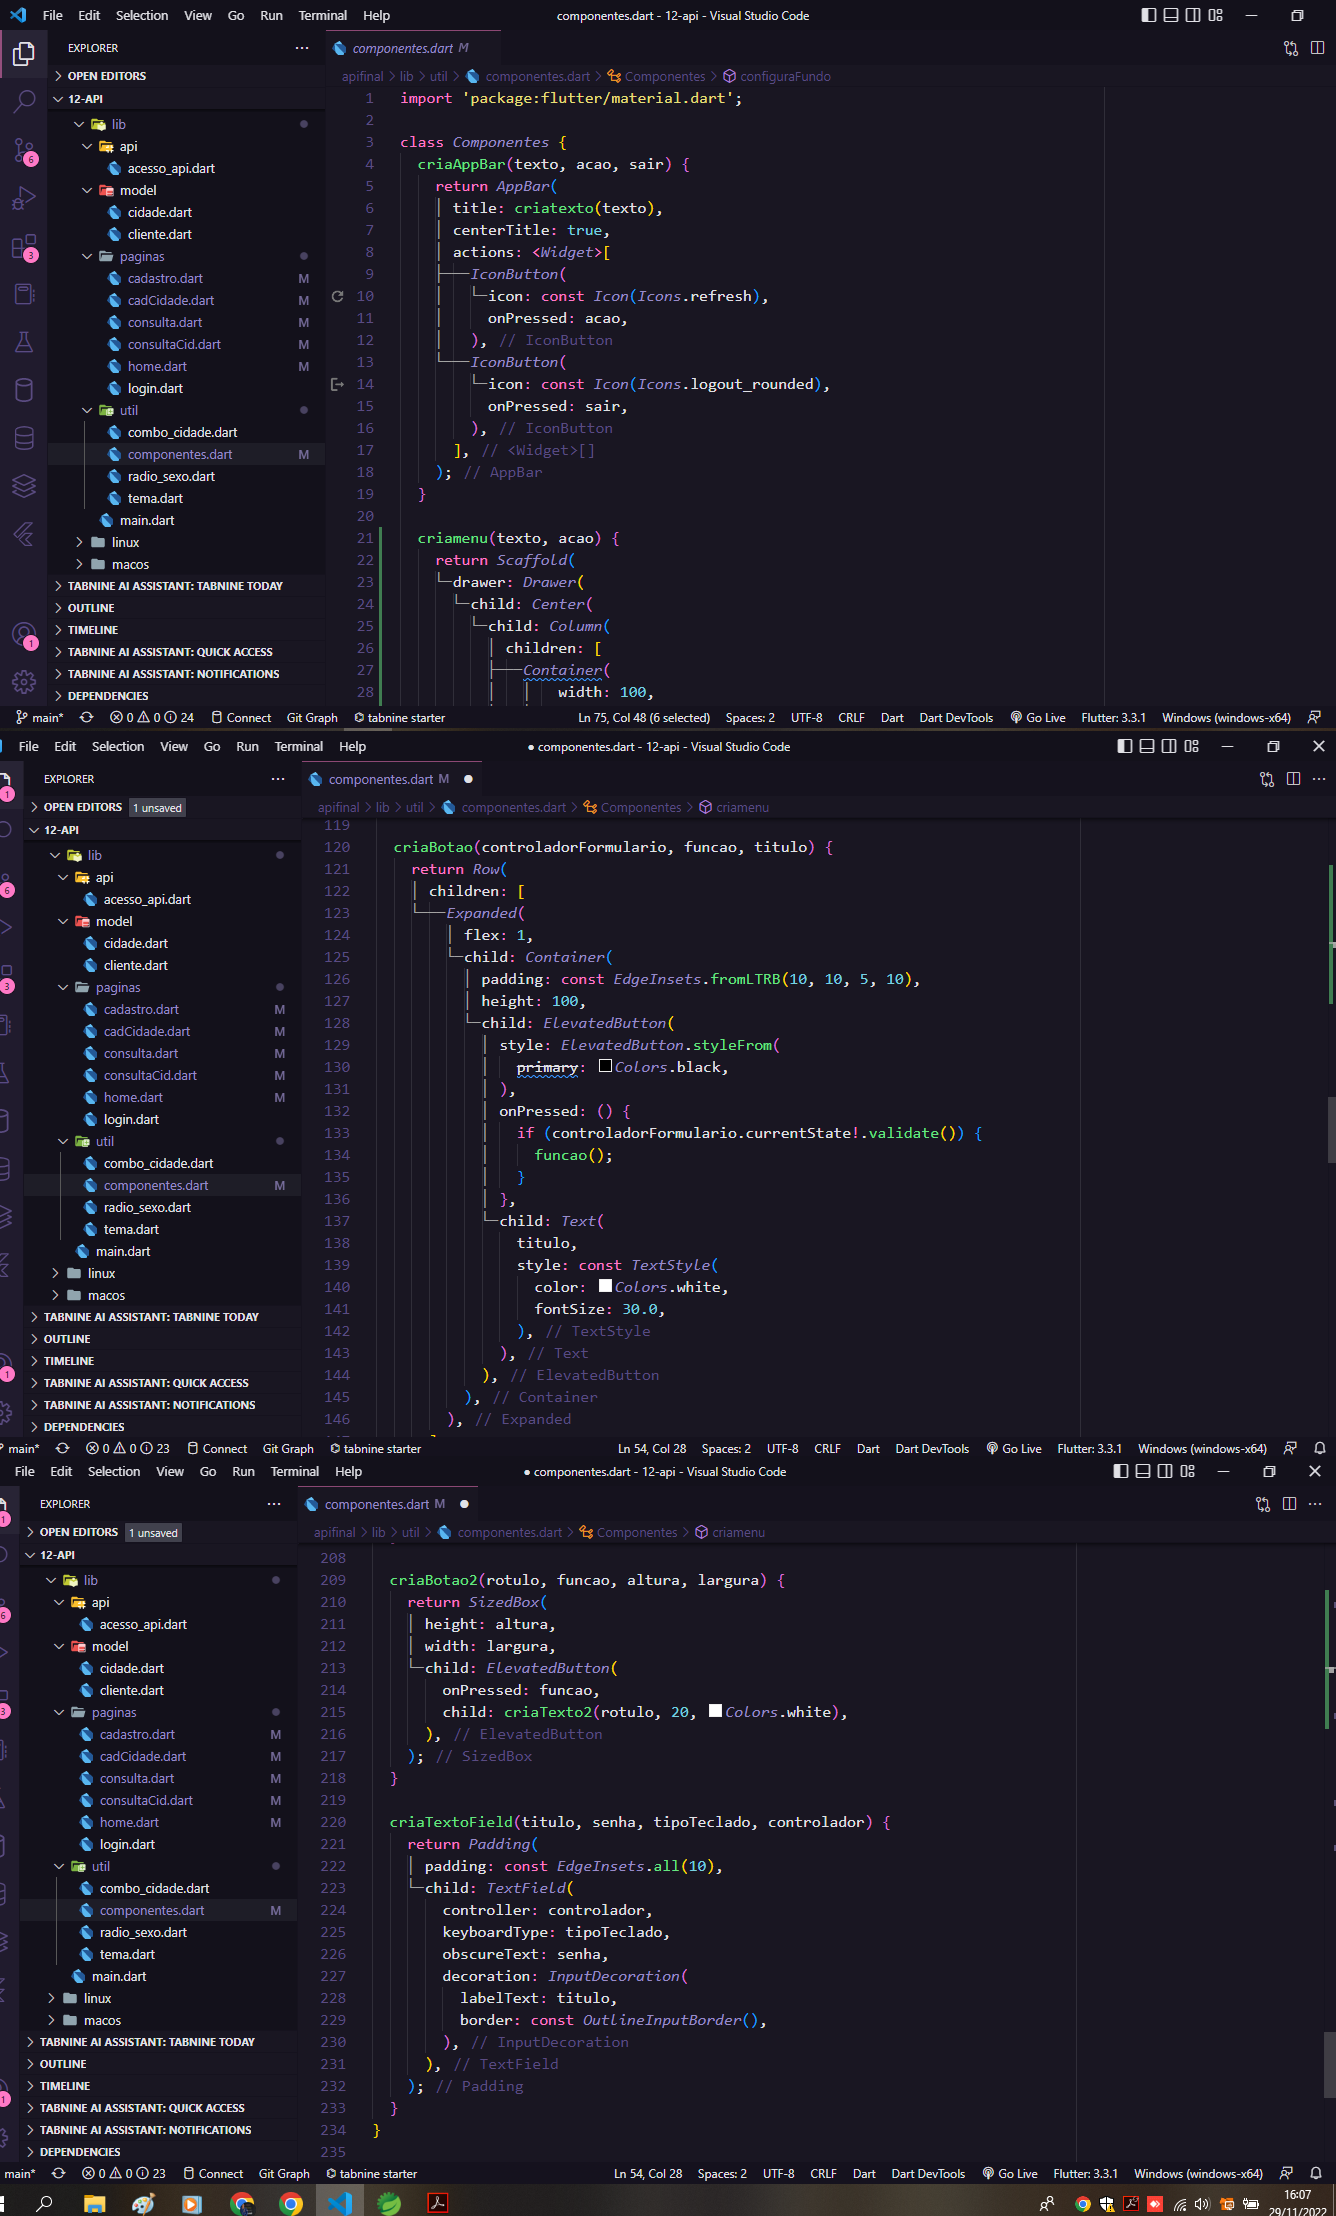 File Edit Selection View Go Run Terminal Help componentes.dart - 12-api - Visual Studio Code
EXPLORER
OPEN EDITORS
12-API
lib
api
acesso_api.dart
model
cidade.dart
cliente.dart
paginas
cadastro.dart M
cadCidade.dart M
consulta.dart M
consultaCid.dart M
home.dart M
login.dart
util
combo_cidade.dart
componentes.dart M
radio_sexo.dart
tema.dart
main.dart
linux
macos
TABNINE AI ASSISTANT: TABNINE TODAY
OUTLINE
TIMELINE
TABNINE AI ASSISTANT: QUICK ACCESS
TABNINE AI ASSISTANT: NOTIFICATIONS
DEPENDENCIES
6
3
1
componentes.dart M
apifinal > lib > util > componentes.dart > Componentes > configuraFundo
1 import 'package:flutter/material.dart';
2
3 class Componentes {
4 criaAppBar(texto, acao, sair) {
5 return AppBar(
6 title: criatexto(texto),
7 centerTitle: true,
8 actions: <Widget>[
9 IconButton(
10 icon: const Icon(Icons.refresh),
11 onPressed: acao,
12 ), // IconButton
13 IconButton(
14 icon: const Icon(Icons.logout_rounded),
15 onPressed: sair,
16 ), // IconButton
17 ], // <Widget>[]
18 ); // AppBar
19 }
20
21 criamenu(texto, acao) {
22 return Scaffold(
23 drawer: Drawer(
24 child: Center(
25 child: Column(
26 children: [
27 Container(
28 width: 100,
main* 0 0 24 Connect Git Graph tabnine starter Ln 75, Col 48 (6 selected) Spaces: 2 UTF-8 CRLF Dart Dart DevTools Go Live Flutter: 3.3.1 Windows (windows-x64)
File Edit Selection View Go Run Terminal Help ● componentes.dart - 12-api - Visual Studio Code
EXPLORER
OPEN EDITORS 1 unsaved
12-API
lib
api
acesso_api.dart
model
cidade.dart
cliente.dart
paginas
cadastro.dart M
cadCidade.dart M
consulta.dart M
consultaCid.dart M
home.dart M
login.dart
util
combo_cidade.dart
componentes.dart M
radio_sexo.dart
tema.dart
main.dart
linux
macos
TABNINE AI ASSISTANT: TABNINE TODAY
OUTLINE
TIMELINE
TABNINE AI ASSISTANT: QUICK ACCESS
TABNINE AI ASSISTANT: NOTIFICATIONS
DEPENDENCIES
1
6
3
1
componentes.dart M ●
apifinal > lib > util > componentes.dart > Componentes > criamenu
119
120 criaBotao(controladorFormulario, funcao, titulo) {
121 return Row(
122 children: [
123 Expanded(
124 flex: 1,
125 child: Container(
126 padding: const EdgeInsets.fromLTRB(10, 10, 5, 10),
127 height: 100,
128 child: ElevatedButton(
129 style: ElevatedButton.styleFrom(
130 primary: Colors.black,
131 ),
132 onPressed: () {
133 if (controladorFormulario.currentState!.validate()) {
134 funcao();
135 }
136 },
137 child: Text(
138 titulo,
139 style: const TextStyle(
140 color: Colors.white,
141 fontSize: 30.0,
142 ), // TextStyle
143 ), // Text
144 ), // ElevatedButton
145 ), // Container
146 ), // Expanded
main* 0 0 23 Connect Git Graph tabnine starter Ln 54, Col 28 Spaces: 2 UTF-8 CRLF Dart Dart DevTools Go Live Flutter: 3.3.1 Windows (windows-x64)
File Edit Selection View Go Run Terminal Help ● componentes.dart - 12-api - Visual Studio Code
EXPLORER
OPEN EDITORS 1 unsaved
12-API
lib
api
acesso_api.dart
model
cidade.dart
cliente.dart
paginas
cadastro.dart M
cadCidade.dart M
consulta.dart M
consultaCid.dart M
home.dart M
login.dart
util
combo_cidade.dart
componentes.dart M
radio_sexo.dart
tema.dart
main.dart
linux
macos
TABNINE AI ASSISTANT: TABNINE TODAY
OUTLINE
TIMELINE
TABNINE AI ASSISTANT: QUICK ACCESS
TABNINE AI ASSISTANT: NOTIFICATIONS
DEPENDENCIES
1
6
3
1
componentes.dart M ●
apifinal > lib > util > componentes.dart > Componentes > criamenu
208
209 criaBotao2(rotulo, funcao, altura, largura) {
210 return SizedBox(
211 height: altura,
212 width: largura,
213 child: ElevatedButton(
214 onPressed: funcao,
215 child: criaTexto2(rotulo, 20, Colors.white),
216 ), // ElevatedButton
217 ); // SizedBox
218 }
219
220 criaTextoField(titulo, senha, tipoTeclado, controlador) {
221 return Padding(
222 padding: const EdgeInsets.all(10),
223 child: TextField(
224 controller: controlador,
225 keyboardType: tipoTeclado,
226 obscureText: senha,
227 decoration: InputDecoration(
228 labelText: titulo,
229 border: const OutlineInputBorder(),
230 ), // InputDecoration
231 ), // TextField
232 ); // Padding
233 }
234 }
235
main* 0 0 23 Connect Git Graph tabnine starter Ln 54, Col 28 Spaces: 2 UTF-8 CRLF Dart Dart DevTools Go Live Flutter: 3.3.1 Windows (windows-x64)
16:07
29/11/2022